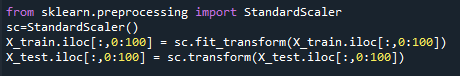 from sklearn.preprocessing import StandardScaler
sc=StandardScaler()
X_train.iloc[:,0:100] = sc.fit_transform(X_train.iloc[:,0:100])
X_test.iloc[:,0:100] = sc.transform(X_test.iloc[:,0:100])